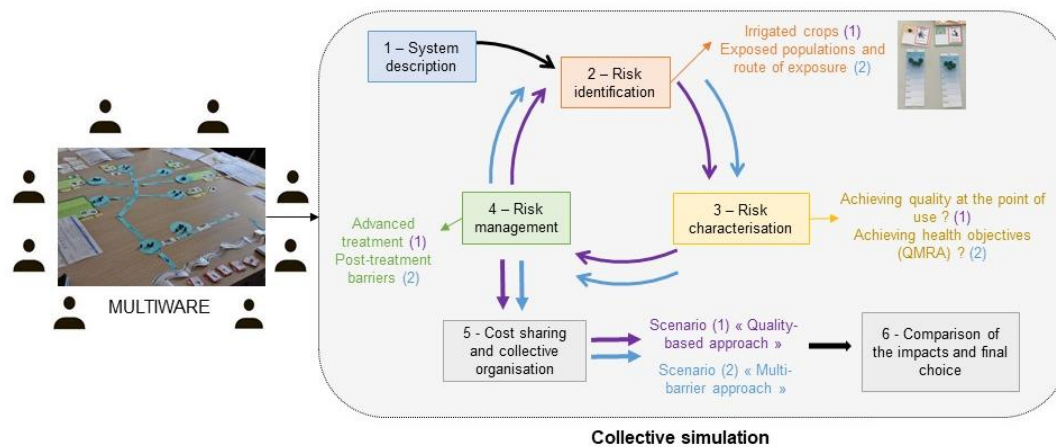 1 – System
description
2 – Risk
identification
Irrigated crops (1)
Exposed populations and
route of exposure (2)
4 – Risk
management
3 – Risk
characterisation
Advanced
treatment (1)
Post-treatment
barriers (2)
Achieving quality at the point of
use ? (1)
Achieving health objectives
(QMRA) ? (2)
MULTIWARE
5 - Cost sharing
and collective
organisation
Scenario (1) « Quality-
based approach »
Scenario (2) « Multi-
barrier approach »
6 - Comparison of
the impacts and final
choice
Collective simulation